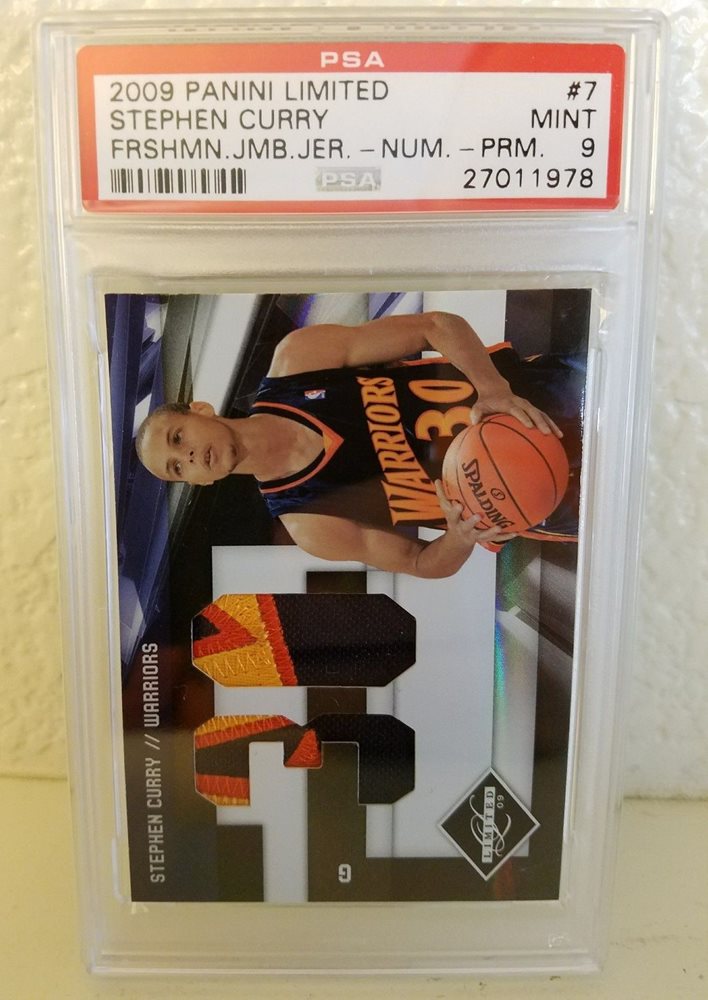 PSA
2009 PANINI LIMITED #7
STEPHEN CURRY MINT
FRSHMN.JMB.JER. -NUM. -PRM. 9
PSA 27011978
WARRIORS
30
SPALDING
STEPHEN CURRY // WARRIORS
G
LIMITED
09